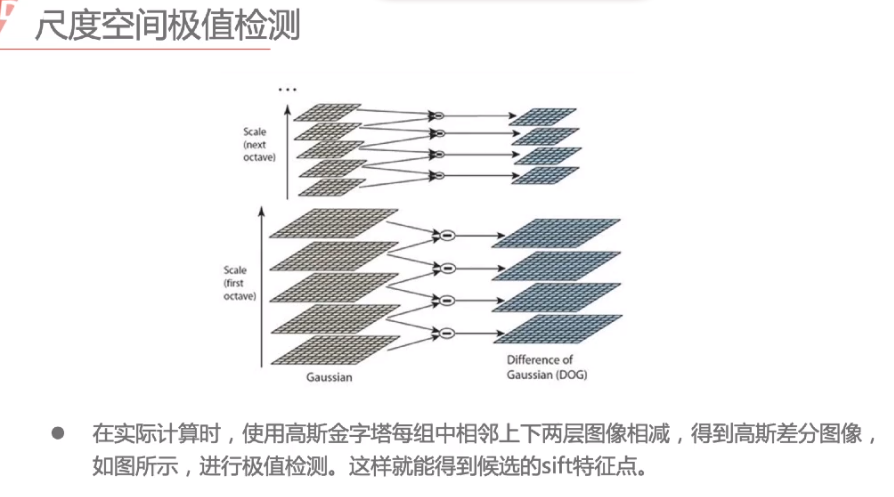 尺度空间极值检测
...
Scale
(next
octave)
Scale
(first
octave)
Gaussian
Difference of
Gaussian (DOG)
● 在实际计算时，使用高斯金字塔每组中相邻上下两层图像相减，得到高斯差分图像，
如图所示，进行极值检测。这样就能得到候选的sift特征点。